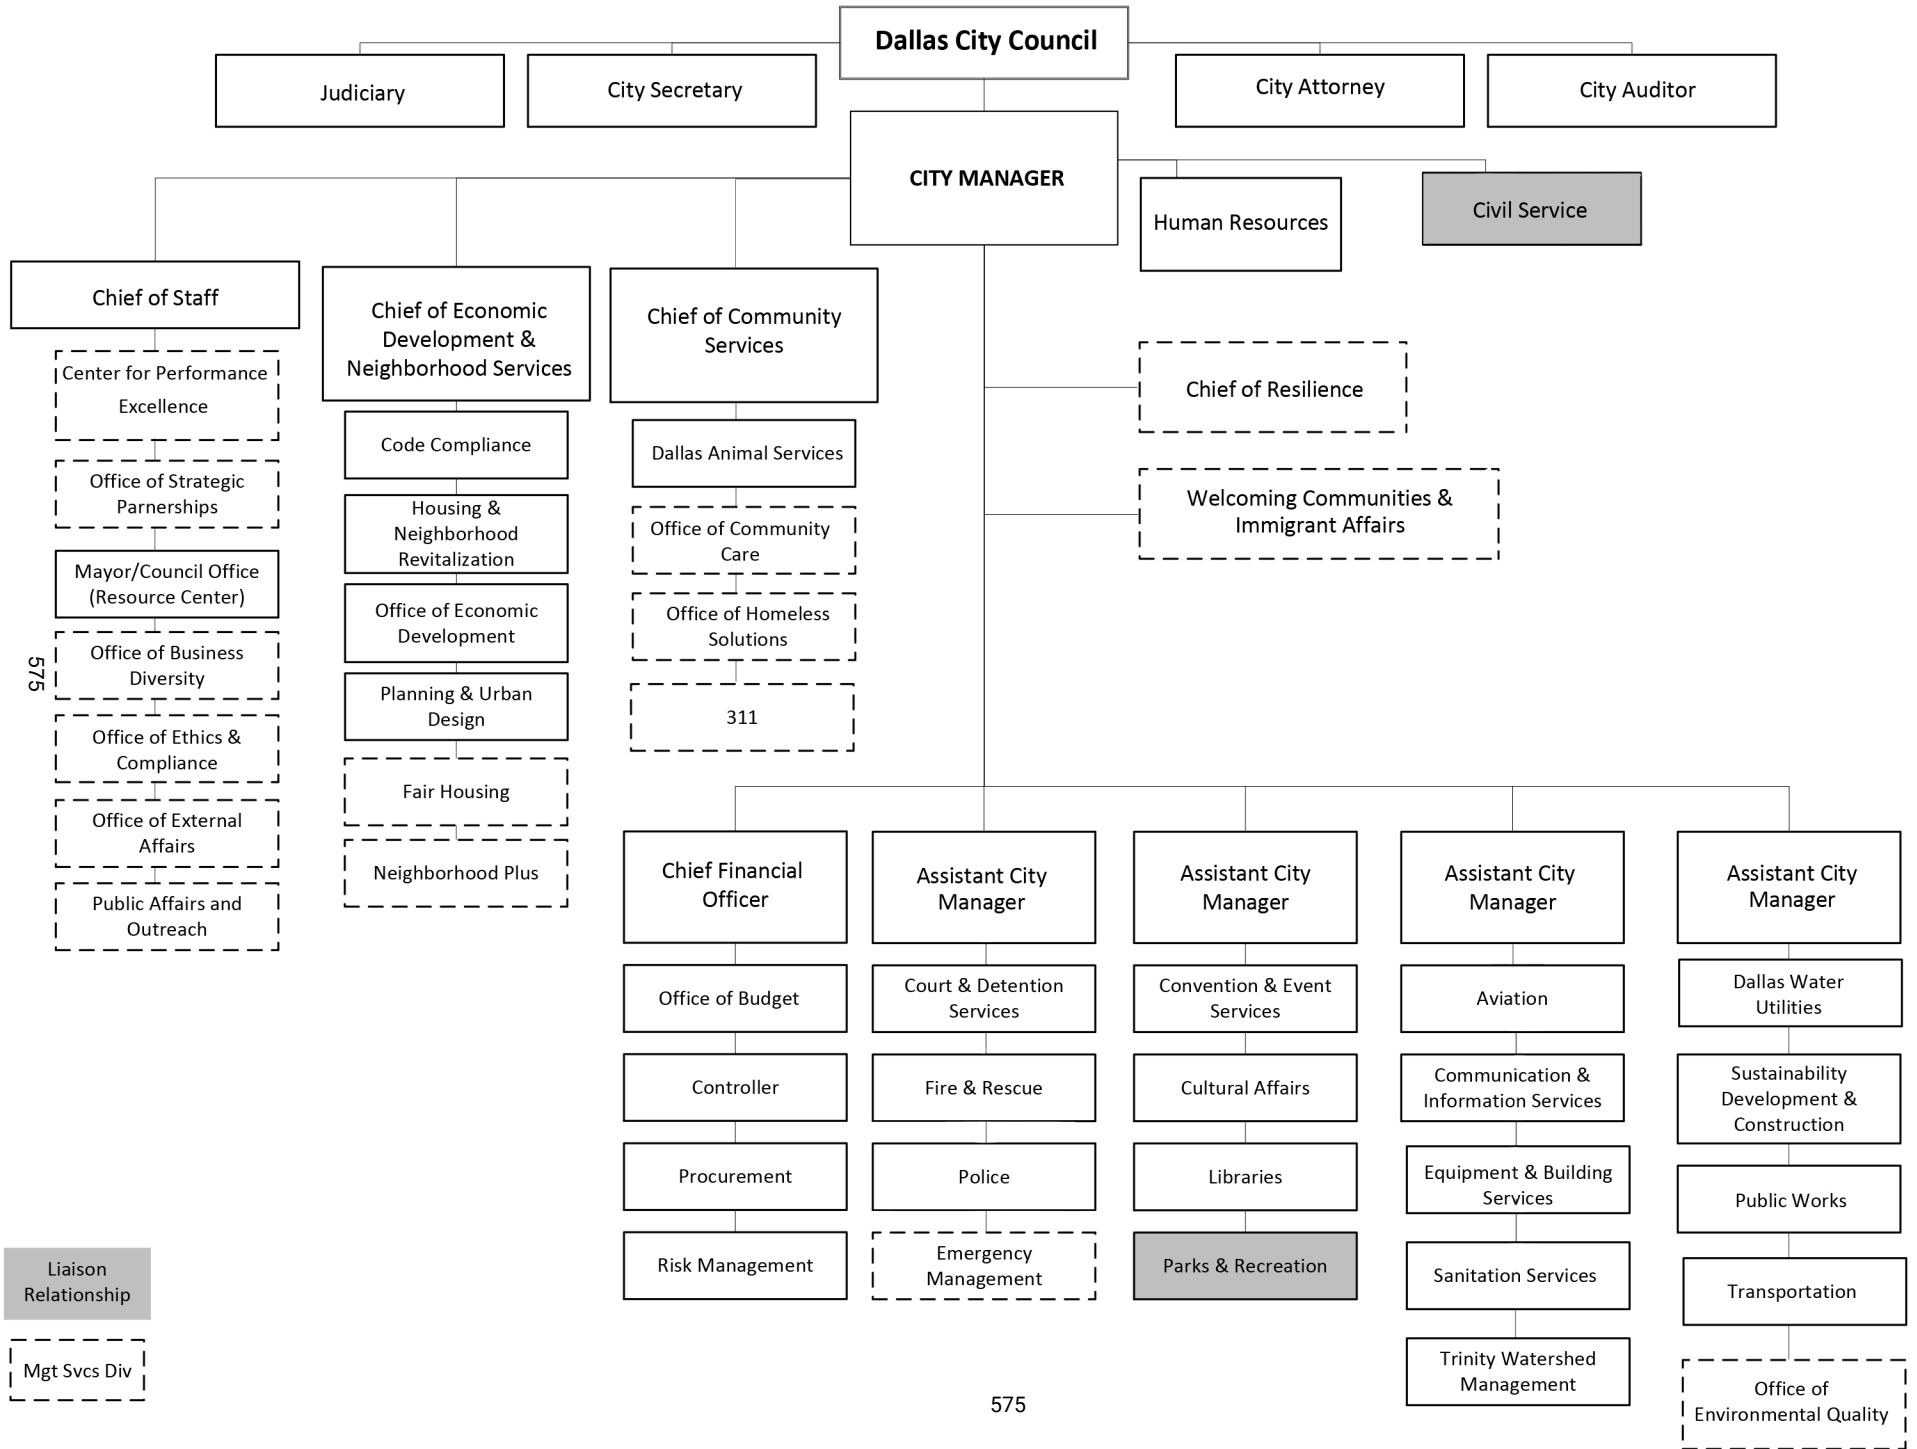 Dallas City Council
Judiciary
City Secretary
City Attorney
City Auditor
CITY MANAGER
Human Resources
Civil Service
Chief of Staff
Center for Performance
Excellence
Office of Strategic
Parnerships
Mayor/Council Office
(Resource Center)
Office of Business
Diversity
Office of Ethics &
Compliance
Office of External
Affairs
Public Affairs and
Outreach
575
Chief of Economic
Development &
Neighborhood Services
Code Compliance
Housing &
Neighborhood
Revitalization
Office of Economic
Development
Planning & Urban
Design
Fair Housing
Neighborhood Plus
Chief of Community
Services
Dallas Animal Services
Office of Community
Care
Office of Homeless
Solutions
311
Chief of Resilience
Welcoming Communities &
Immigrant Affairs
Chief Financial
Officer
Office of Budget
Controller
Procurement
Risk Management
Assistant City
Manager
Court & Detention
Services
Fire & Rescue
Police
Emergency
Management
Assistant City
Manager
Convention & Event
Services
Cultural Affairs
Libraries
Parks & Recreation
Assistant City
Manager
Aviation
Communication &
Information Services
Equipment & Building
Services
Sanitation Services
Trinity Watershed
Management
Assistant City
Manager
Dallas Water
Utilities
Sustainability
Development &
Construction
Public Works
Transportation
Office of
Environmental Quality
Liaison
Relationship
Mgt Svcs Div
575